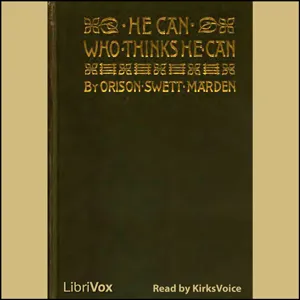 ·HE CAN·
WHO·THINKS·HE·CAN
BY·ORISON·SWETT·MARDEN
LibriVox
Read by KirksVoice